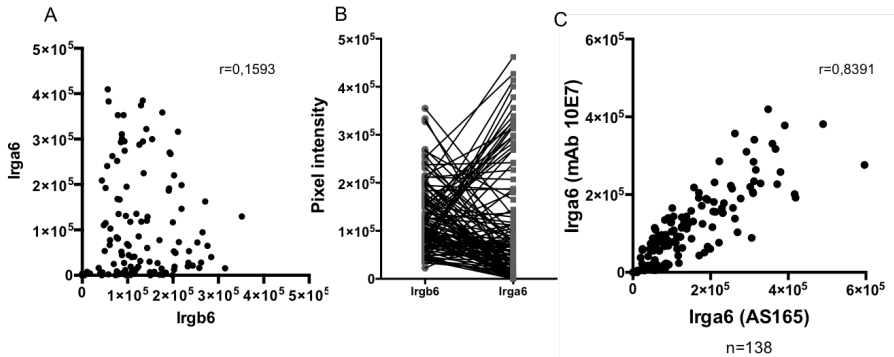 A
5×10⁵
4×10⁵
3×10⁵
2×10⁵
1×10⁵
0
Irga6
r=0,1593
0 1×10⁵ 2×10⁵ 3×10⁵ 4×10⁵ 5×10⁵
Irgb6
B
5×10⁵
4×10⁵
3×10⁵
2×10⁵
1×10⁵
0
Pixel intensity
Irgb6 Irga6
C
6×10⁵
4×10⁵
2×10⁵
0
Irga6 (mAb 10E7)
r=0,8391
0 2×10⁵ 4×10⁵ 6×10⁵
Irga6 (AS165)
n=138